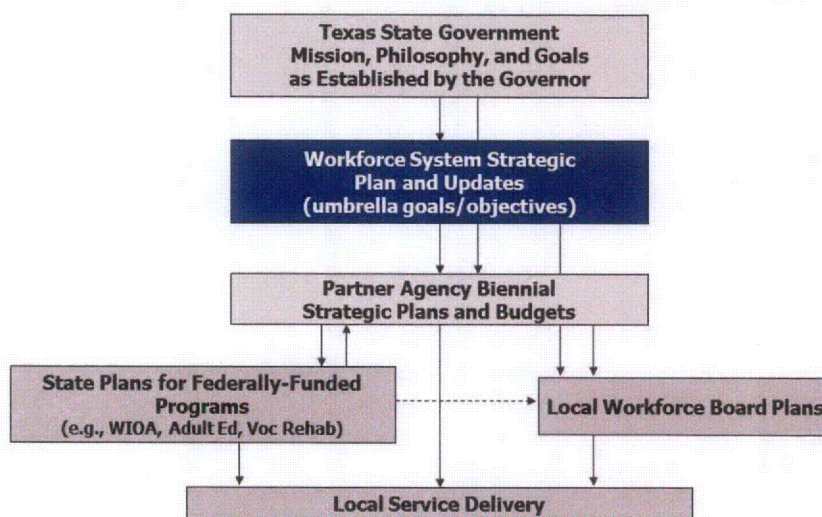 Texas State Government
Mission, Philosophy, and Goals
as Established by the Governor
Workforce System Strategic
Plan and Updates
(umbrella goals/objectives)
Partner Agency Biennial
Strategic Plans and Budgets
State Plans for Federally-Funded
Programs
(e.g., WIOA, Adult Ed, Voc Rehab)
Local Workforce Board Plans
Local Service Delivery